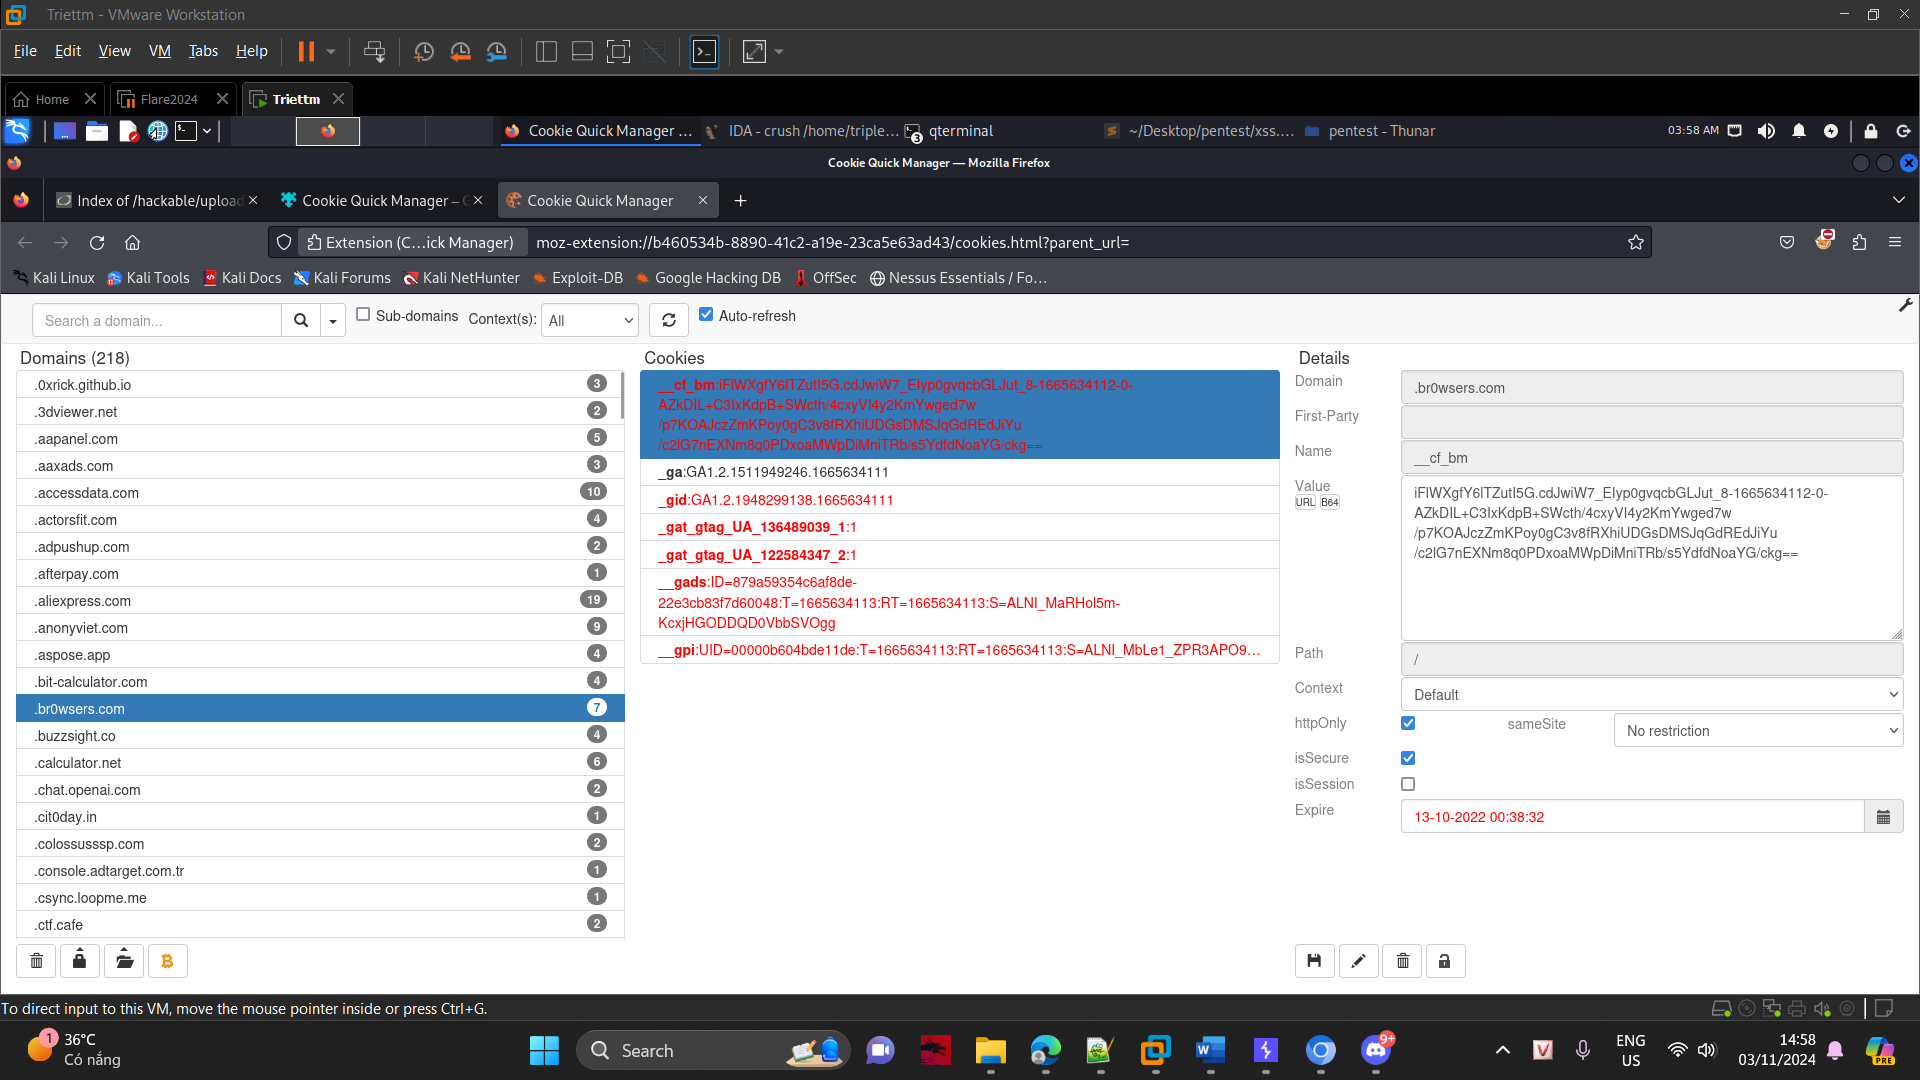 Triettm - VMware Workstation
File Edit View VM Tabs Help
Home Flare2024 Triettm
Cookie Quick Manager ... IDA - crush /home/triple... 3 qterminal ~/Desktop/pentest/xss.... pentest - Thunar 03:58 AM
Cookie Quick Manager — Mozilla Firefox
Index of /hackable/upload Cookie Quick Manager – Cookie Quick Manager
Extension (C...ick Manager) moz-extension://b460534b-8890-41c2-a19e-23ca5e63ad43/cookies.html?parent_url=
Kali Linux Kali Tools Kali Docs Kali Forums Kali NetHunter Exploit-DB Google Hacking DB OffSec Nessus Essentials / Fo...
Search a domain... Sub-domains Context(s): All Auto-refresh
Domains (218)
.0xrick.github.io 3
.3dviewer.net 2
.aapanel.com 5
.aaxads.com 3
.accessdata.com 10
.actorsfit.com 4
.adpushup.com 2
.afterpay.com 1
.aliexpress.com 19
.anonyviet.com 9
.aspose.app 4
.bit-calculator.com 4
.br0wsers.com 7
.buzzsight.co 4
.calculator.net 6
.chat.openai.com 2
.cit0day.in 1
.colossusssp.com 2
.console.adtarget.com.tr 1
.csync.loopme.me 1
.ctf.cafe 2
Cookies
__cf_bm:iFlWXgfY6lTZutI5G.cdJwiW7_EIyp0gvqcbGLJut_8-1665634112-0-
AZkDIL+C3IxKdpB+SWcth/4cxyVI4y2KmYwged7w
/p7KOAJczZmKPoy0gC3v8fRXhiUDGsDMSJqGdREdJiYu
/c2lG7nEXNm8q0PDxoaMWpDiMniTRb/s5YdfdNoaYG/ckg==
_ga:GA1.2.1511949246.1665634111
_gid:GA1.2.1948299138.1665634111
_gat_gtag_UA_136489039_1:1
_gat_gtag_UA_122584347_2:1
__gads:ID=879a59354c6af8de-
22e3cb83f7d60048:T=1665634113:RT=1665634113:S=ALNI_MaRHol5m-
KcxjHGODDQD0VbbSVOgg
__gpi:UID=00000b604bde11de:T=1665634113:RT=1665634113:S=ALNI_MbLe1_ZPR3APO9...
Details
Domain .br0wsers.com
First-Party
Name __cf_bm
Value
URL B64
iFlWXgfY6lTZutI5G.cdJwiW7_EIyp0gvqcbGLJut_8-1665634112-0-
AZkDIL+C3IxKdpB+SWcth/4cxyVI4y2KmYwged7w
/p7KOAJczZmKPoy0gC3v8fRXhiUDGsDMSJqGdREdJiYu
/c2lG7nEXNm8q0PDxoaMWpDiMniTRb/s5YdfdNoaYG/ckg==
Path /
Context Default
httpOnly sameSite No restriction
isSecure
isSession
Expire 13-10-2022 00:38:32
To direct input to this VM, move the mouse pointer inside or press Ctrl+G.
1 36°C
Có nắng
Search
9+
ENG
US
14:58
03/11/2024
PRE